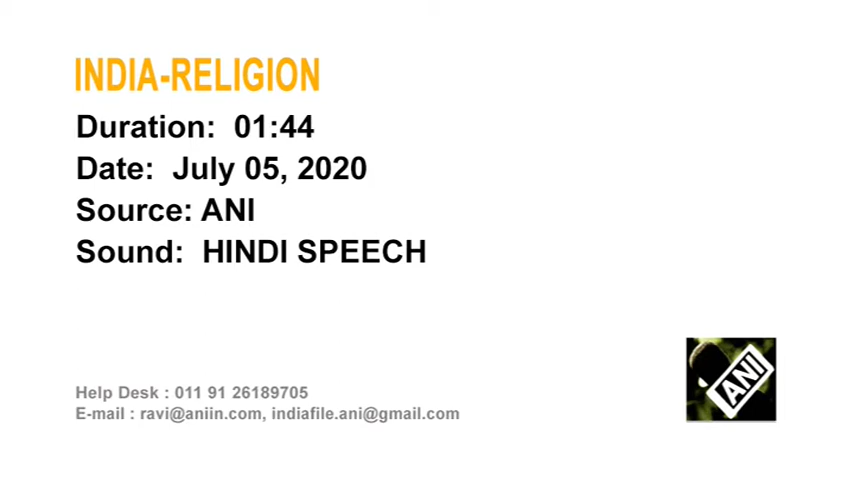 INDIA-RELIGION
Duration: 01:44
Date: July 05, 2020
Source: ANI
Sound: HINDI SPEECH
Help Desk : 011 91 26189705
E-mail : ravi@aniin.com, indiafile.ani@gmail.com
ANI